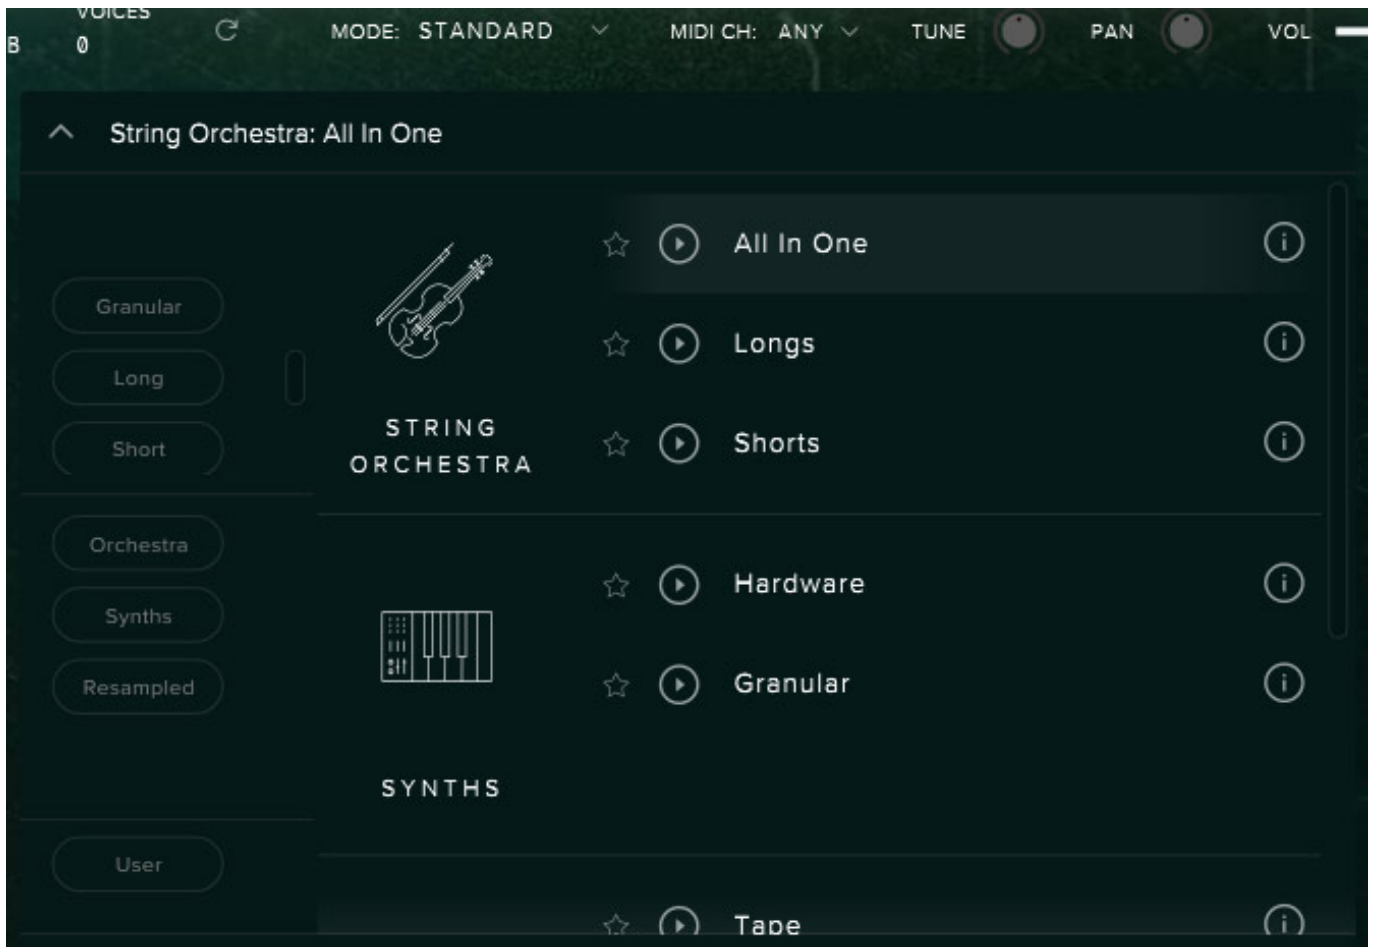 VOICES
B 0 MODE: STANDARD MIDI CH: ANY TUNE PAN VOL
String Orchestra: All In One
Granular
Long
Short
Orchestra
Synths
Resampled
User
STRING
ORCHESTRA
All In One
Longs
Shorts
SYNTHS
Hardware
Granular
Tape